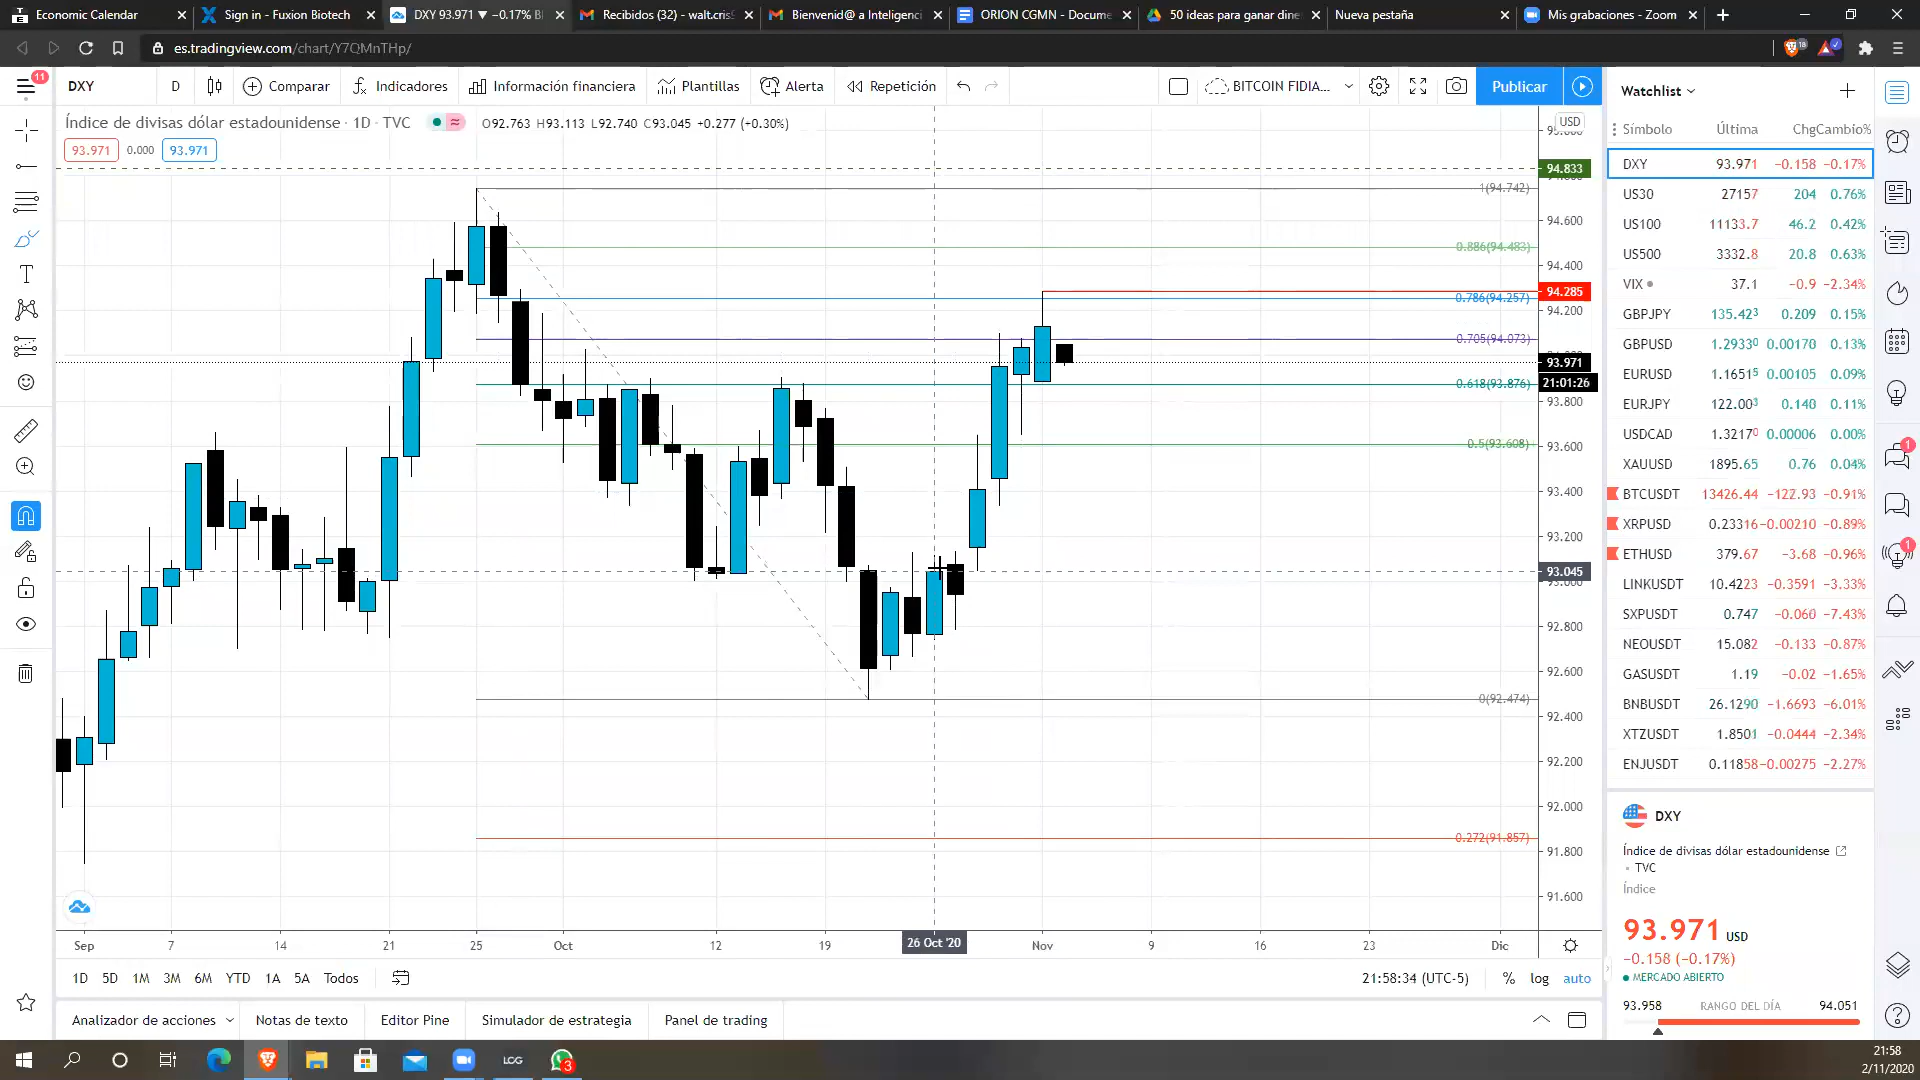 Economic Calendar
Sign in - Fuxion Biotech
DXY 93.971 ▼ −0.17% B
Recibidos (32) - walt.cris
Bienvenid@ a Inteligenci
ORION CGMN - Docume
50 ideas para ganar dine
Nueva pestaña
Mis grabaciones - Zoom
es.tradingview.com/chart/Y7QMnTHp/
18
11
DXY
D
Comparar
Indicadores
Información financiera
Plantillas
Alerta
Repetición
BITCOIN FIDIA...
Publicar
Índice de divisas dólar estadounidense · 1D · TVC
O92.763 H93.113 L92.740 C93.045 +0.277 (+0.30%)
93.971 0.000 93.971
USD
94.833
1(94.742)
94.600
0.886(94.483)
94.400
94.285
0.786(94.257)
94.200
0.705(94.073)
93.971
21:01:26
0.618(93.876)
93.800
93.600
0.5(93.608)
93.400
93.200
93.045
93.000
92.800
92.600
0(92.474)
92.400
92.200
92.000
0.272(91.857)
91.800
91.600
Sep 7 14 21 25 Oct 12 19 26 Oct '20 Nov 9 16 23 Dic
1D 5D 1M 3M 6M YTD 1A 5A Todos
21:58:34 (UTC-5) % log auto
Analizador de acciones Notas de texto Editor Pine Simulador de estrategia Panel de trading
Watchlist
Símbolo Última Chg Cambio%
DXY 93.971 −0.158 −0.17%
US30 27157 204 0.76%
US100 11133.7 46.2 0.42%
US500 3332.8 20.8 0.63%
VIX 37.1 −0.9 −2.34%
GBPJPY 135.423 0.209 0.15%
GBPUSD 1.29330 0.00170 0.13%
EURUSD 1.16515 0.00105 0.09%
EURJPY 122.003 0.140 0.11%
USDCAD 1.32170 0.00006 0.00%
XAUUSD 1895.65 0.76 0.04%
BTCUSDT 13426.44 −122.93 −0.91%
XRPUSD 0.23316 −0.00210 −0.89%
ETHUSD 379.67 −3.68 −0.96%
LINKUSDT 10.4223 −0.3591 −3.33%
SXPUSDT 0.747 −0.060 −7.43%
NEOUSDT 15.082 −0.133 −0.87%
GASUSDT 1.19 −0.02 −1.65%
BNBUSDT 26.1290 −1.6693 −6.01%
XTZUSDT 1.8501 −0.0444 −2.34%
ENJUSDT 0.11858 −0.00275 −2.27%
DXY
Índice de divisas dólar estadounidense
TVC
Índice
93.971 USD
−0.158 (−0.17%)
MERCADO ABIERTO
93.958 RANGO DEL DÍA 94.051
1
1
LCG
3
21:58
2/11/2020